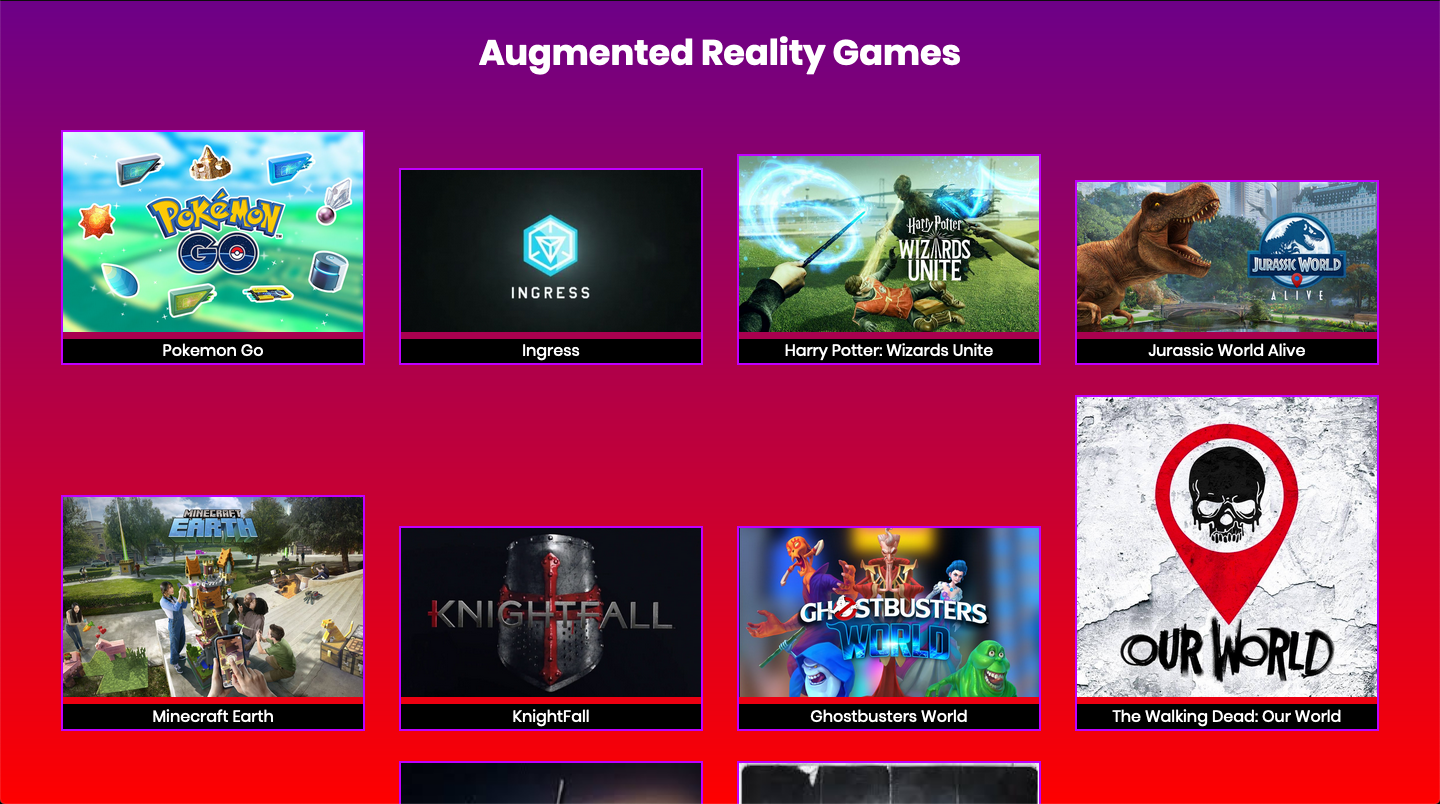 Augmented Reality Games
POKÉMON
GO
INGRESS
Harry Potter
WIZARDS
UNITE
JURASSIC WORLD
ALIVE
Pokemon Go
Ingress
Harry Potter: Wizards Unite
Jurassic World Alive
MINECRAFT
EARTH
KNIGHTFALL
GHOSTBUSTERS
WORLD
OUR WORLD
Minecraft Earth
KnightFall
Ghostbusters World
The Walking Dead: Our World